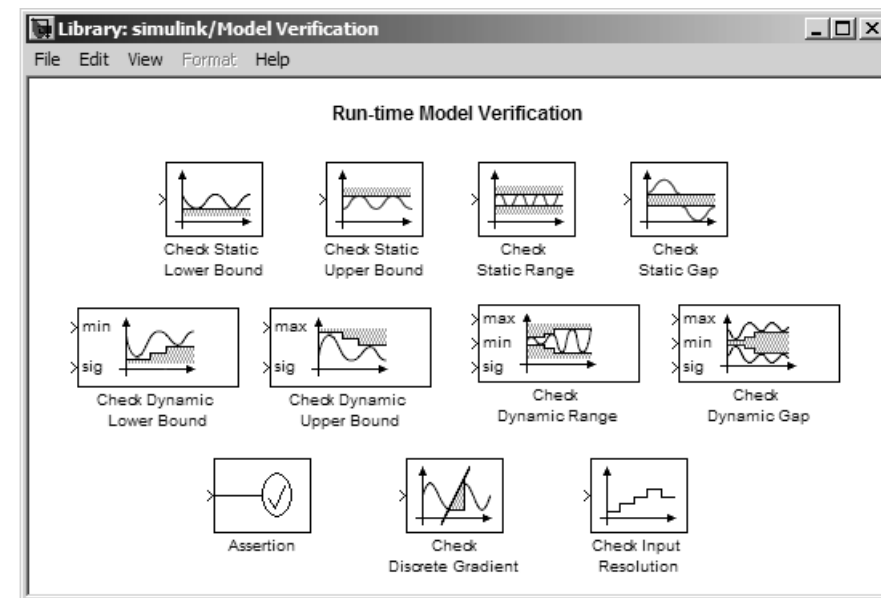 Library: simulink/Model Verification
File Edit View Format Help
Run-time Model Verification
Check Static
Lower Bound
Check Static
Upper Bound
Check
Static Range
Check
Static Gap
min
sig
Check Dynamic
Lower Bound
max
sig
Check Dynamic
Upper Bound
max
min
sig
Check
Dynamic Range
max
min
sig
Check
Dynamic Gap
Assertion
Check
Discrete Gradient
Check Input
Resolution